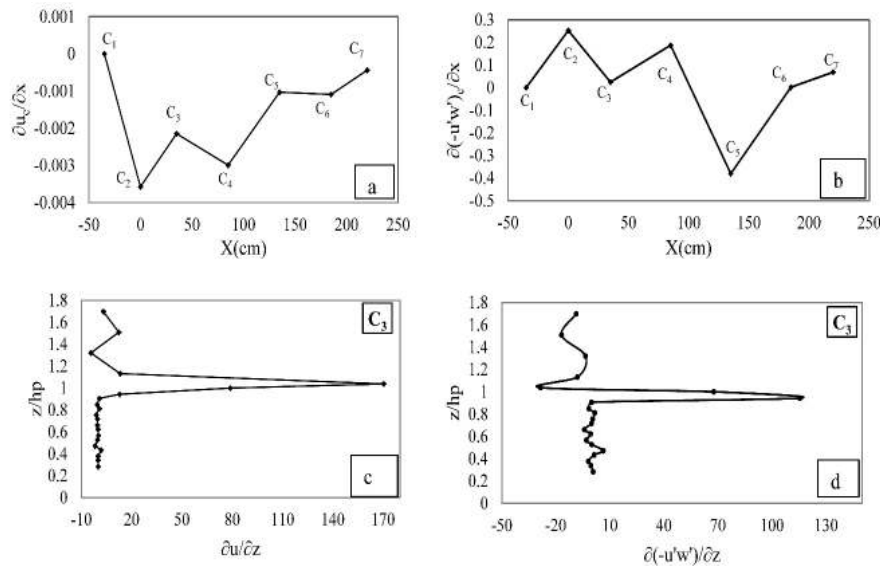 0.001
0
-0.001
-0.002
-0.003
-0.004
∂u꜀/∂x
C₁
C₂
C₃
C₄
C₅
C₆
C₇
a
-50 0 50 100 150 200 250
X(cm)
0.3
0.2
0.1
0
-0.1
-0.2
-0.3
-0.4
-0.5
∂(-u'w')꜀/∂x
C₁
C₂
C₃
C₄
C₅
C₆
C₇
b
-50 0 50 100 150 200 250
X(cm)
1.8
1.6
1.4
1.2
1
0.8
0.6
0.4
0.2
0
z/hp
C₃
c
-10 20 50 80 110 140 170
∂u/∂z
1.8
1.6
1.4
1.2
1
0.8
0.6
0.4
0.2
0
z/hp
C₃
d
-50 -20 10 40 70 100 130
∂(-u'w')/∂z